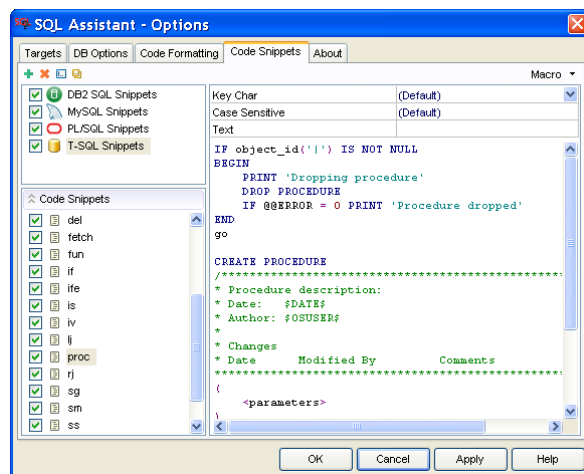 SQL Assistant - Options
Targets DB Options Code Formatting Code Snippets About
Macro
DB2 SQL Snippets
MySQL Snippets
PL/SQL Snippets
T-SQL Snippets
Code Snippets
del
fetch
fun
if
ife
is
iv
lj
proc
rj
sg
sm
ss
Key Char (Default)
Case Sensitive (Default)
Text
IF object_id('|') IS NOT NULL
BEGIN
PRINT 'Dropping procedure'
DROP PROCEDURE
IF @@ERROR = 0 PRINT 'Procedure dropped'
END
go
CREATE PROCEDURE
/**************************************************
* Procedure description:
* Date: $DATE$
* Author: $OSUSER$
*
* Changes
* Date Modified By Comments
***************************************************
(
<parameters>
)
OK Cancel Apply Help